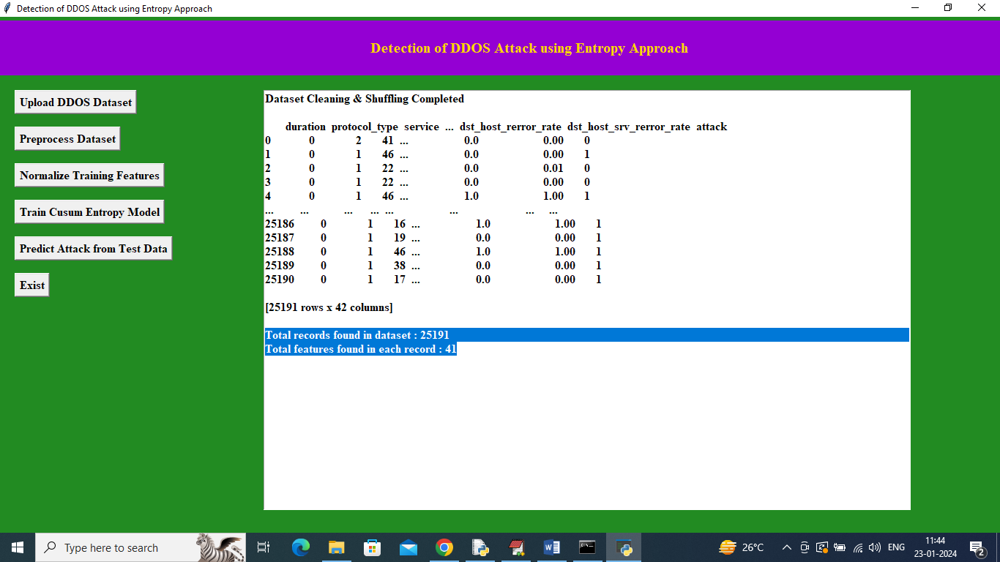 Detection of DDOS Attack using Entropy Approach
Detection of DDOS Attack using Entropy Approach
Upload DDOS Dataset
Preprocess Dataset
Normalize Training Features
Train Cusum Entropy Model
Predict Attack from Test Data
Exist
Dataset Cleaning & Shuffling Completed
duration protocol_type service ... dst_host_rerror_rate dst_host_srv_rerror_rate attack
0 0 2 41 ... 0.0 0.00 0
1 0 1 46 ... 0.0 0.00 1
2 0 1 22 ... 0.0 0.01 0
3 0 1 22 ... 0.0 0.00 0
4 0 1 46 ... 1.0 1.00 1
... ... ... ... ... ... ... ...
25186 0 1 16 ... 1.0 1.00 1
25187 0 1 19 ... 0.0 0.00 1
25188 0 1 46 ... 1.0 1.00 1
25189 0 1 38 ... 0.0 0.00 1
25190 0 1 17 ... 0.0 0.00 1
[25191 rows x 42 columns]
Total records found in dataset : 25191
Total features found in each record : 41
Type here to search
26°C
ENG
11:44
23-01-2024
2